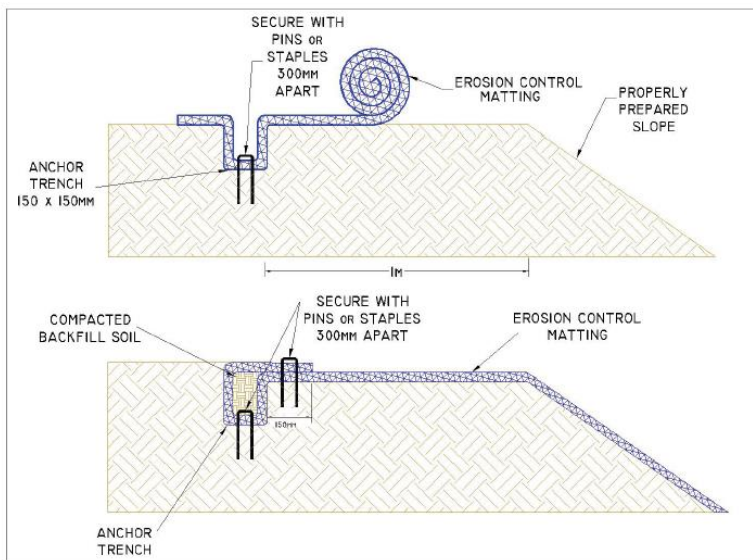 SECURE WITH
PINS OR
STAPLES
300MM
APART
EROSION CONTROL
MATTING
PROPERLY
PREPARED
SLOPE
ANCHOR
TRENCH
150 X 150MM
1M
SECURE WITH
PINS OR STAPLES
300MM APART
COMPACTED
BACKFILL SOIL
EROSION CONTROL
MATTING
150MM
ANCHOR
TRENCH